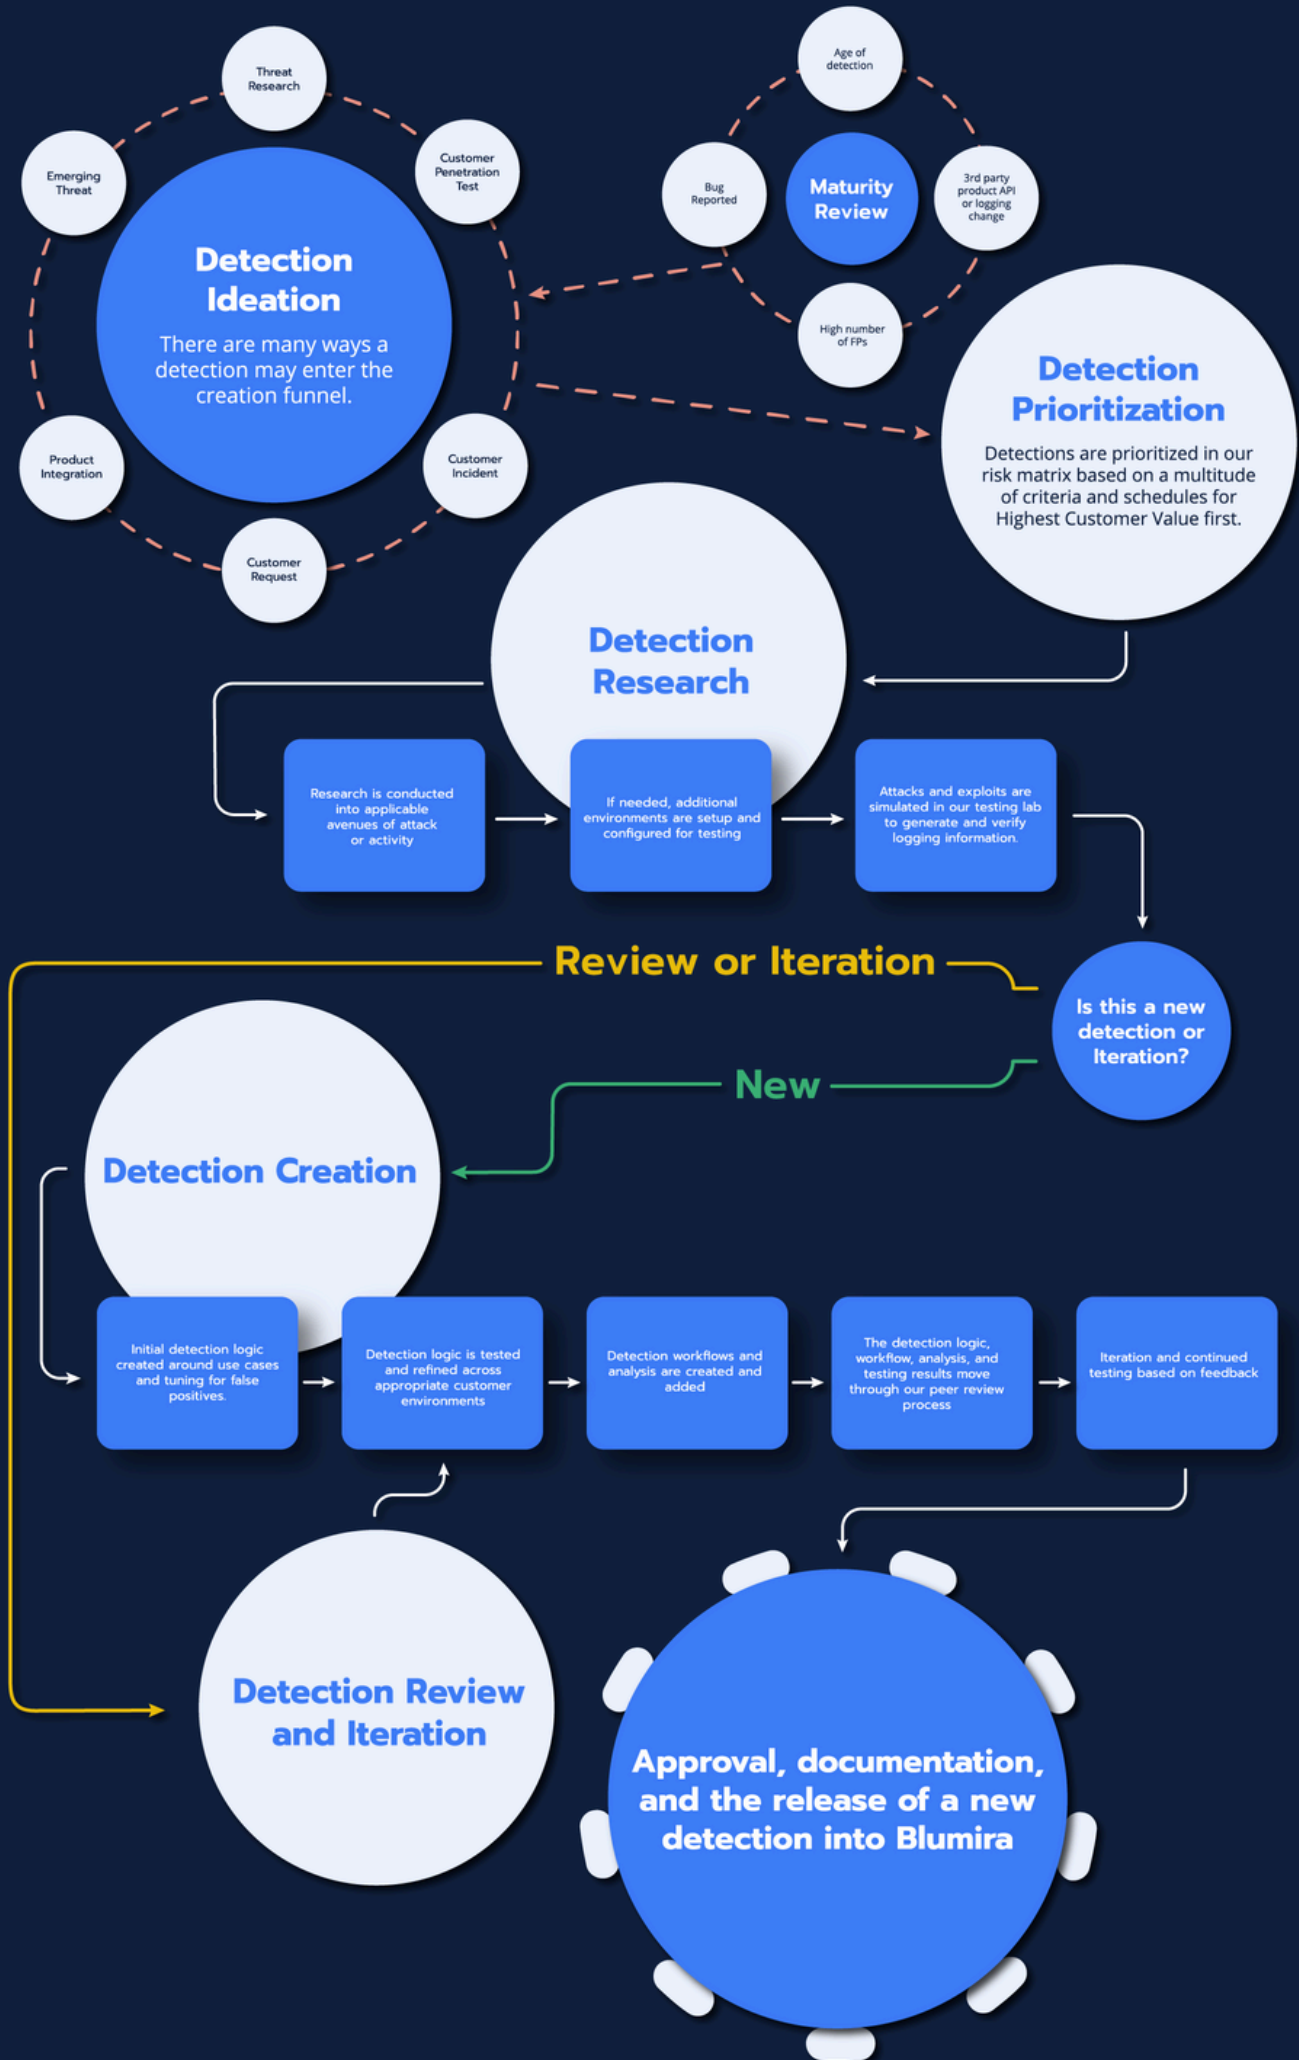 Threat
Research
Emerging
Threat
Customer
Penetration
Test
Detection
Ideation
There are many ways a
detection may enter the
creation funnel.
Product
Integration
Customer
Incident
Customer
Request
Age of
detection
Bug
Reported
Maturity
Review
3rd party
product API
or logging
change
High number
of FPs
Detection
Prioritization
Detections are prioritized in our
risk matrix based on a multitude
of criteria and schedules for
Highest Customer Value first.
Detection
Research
Research is conducted
into applicable
avenues of attack
or activity
If needed, additional
environments are setup and
configured for testing
Attacks and exploits are
simulated in our testing lab
to generate and verify
logging information.
Is this a new
detection or
Iteration?
Review or Iteration
New
Detection Creation
Initial detection logic
created around use cases
and tuning for false
positives.
Detection logic is tested
and refined across
appropriate customer
environments
Detection workflows and
analysis are created and
added
The detection logic,
workflow, analysis, and
testing results move
through our peer review
process
Iteration and continued
testing based on feedback
Detection Review
and Iteration
Approval, documentation,
and the release of a new
detection into Blumira